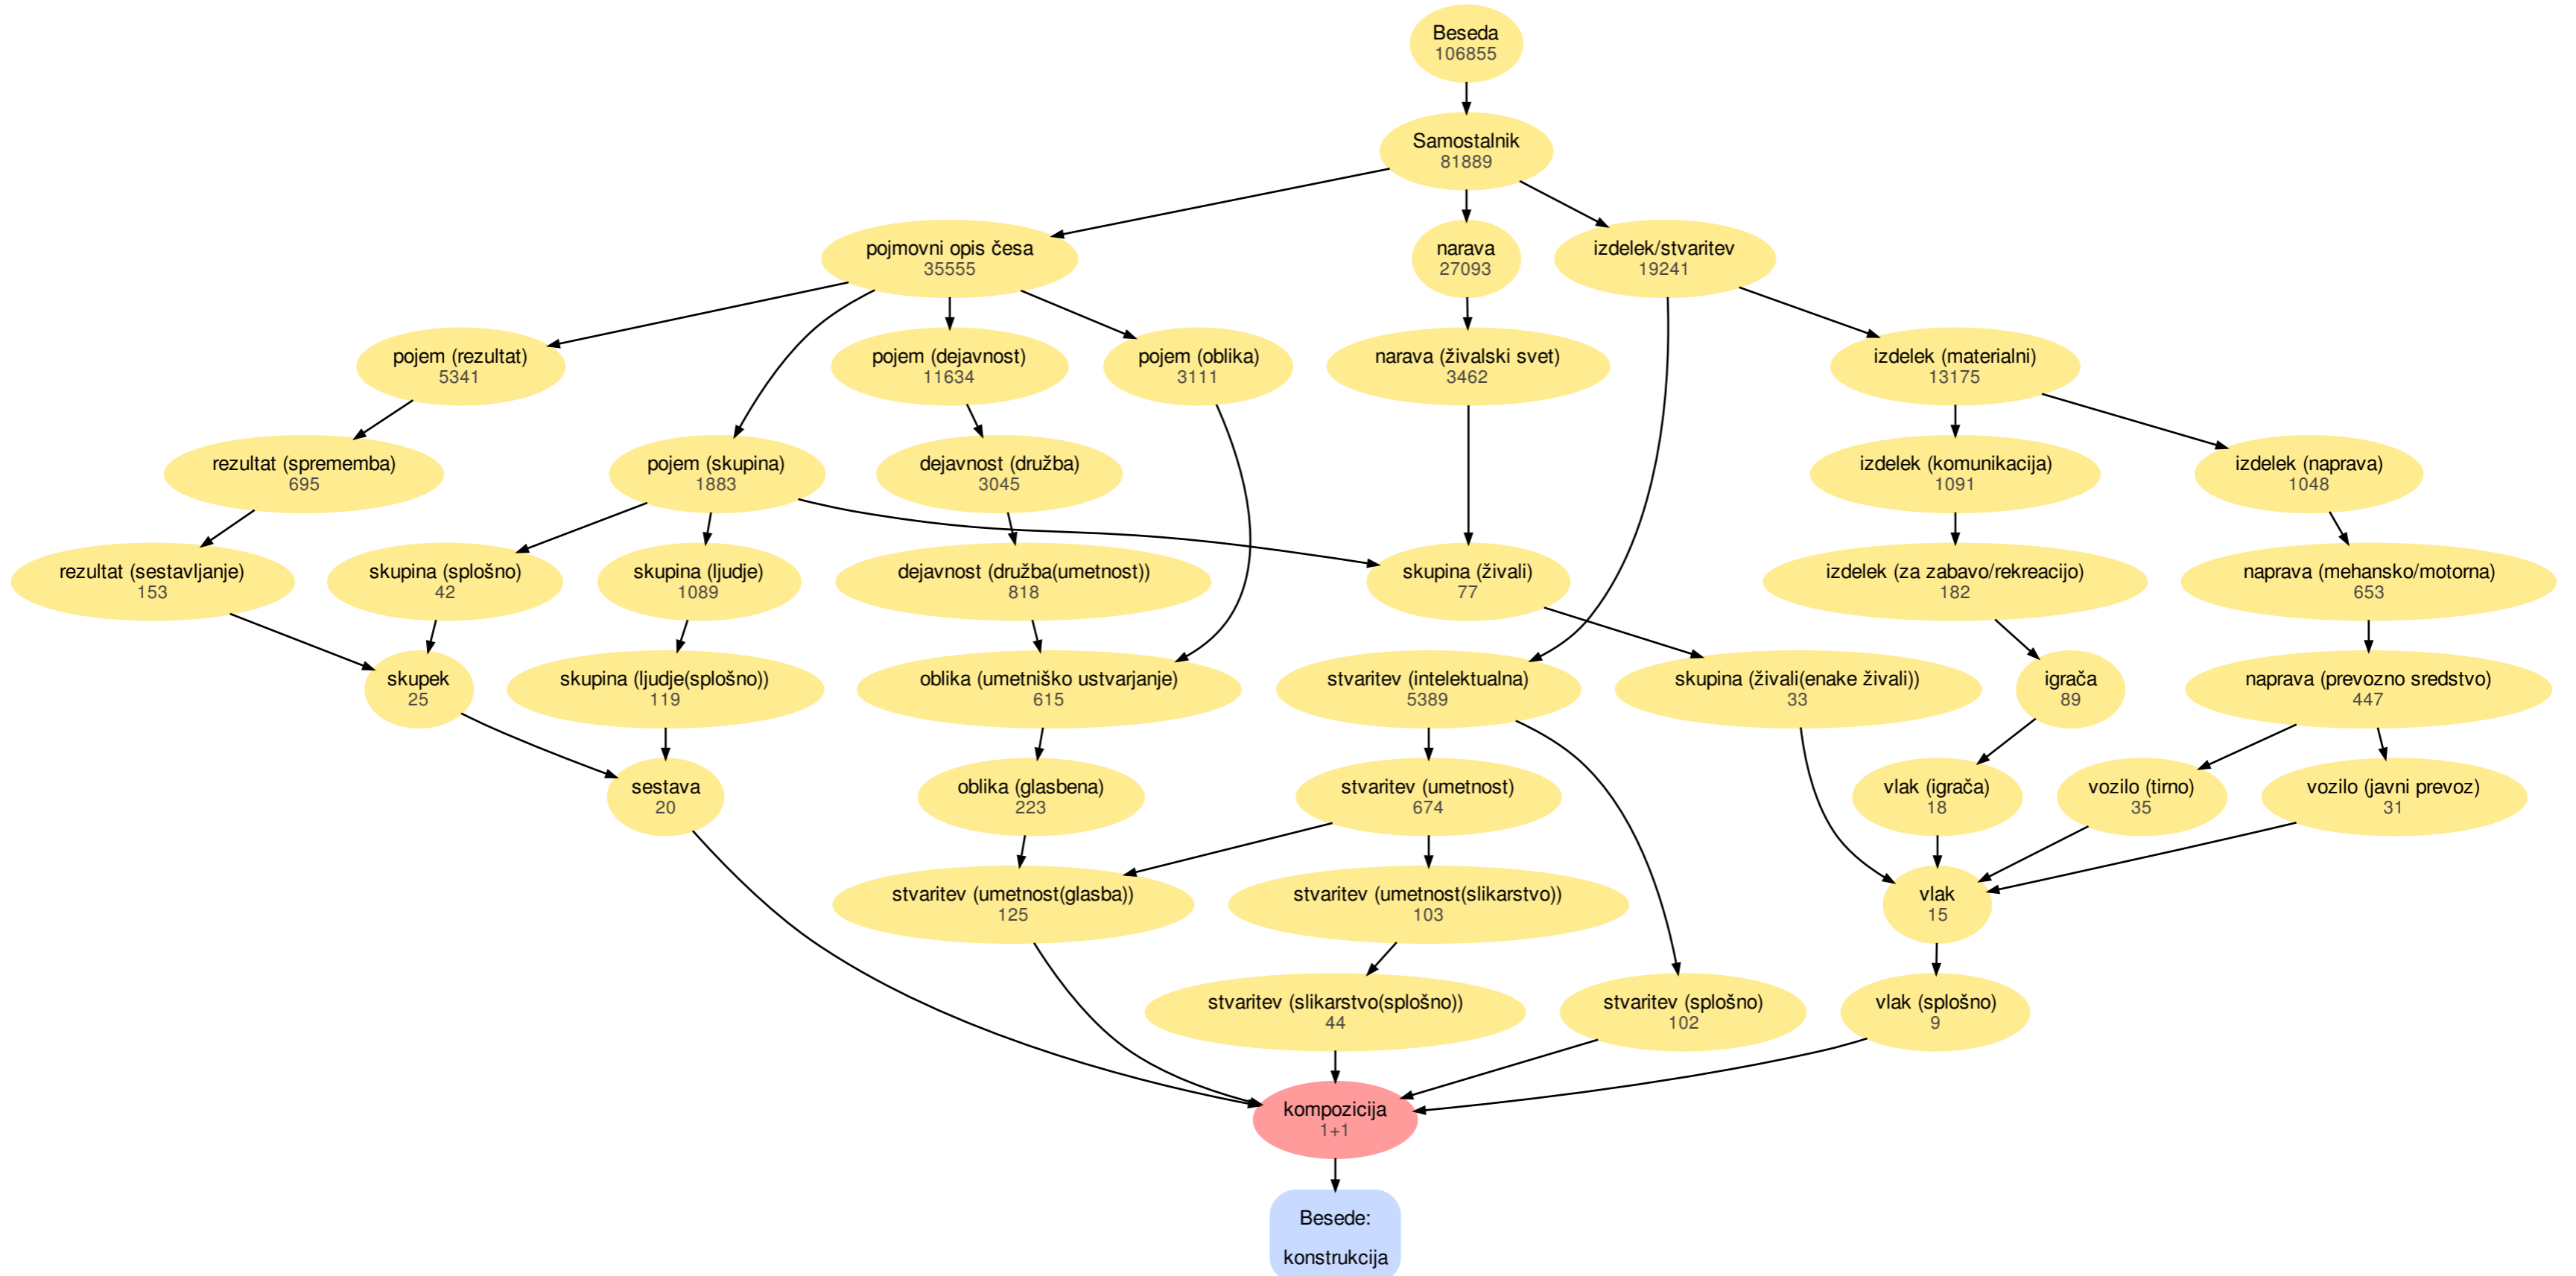 Beseda
106855
Samostalnik
81889
pojmovni opis česa
35555
narava
27093
izdelek/stvaritev
19241
pojem (rezultat)
5341
pojem (dejavnost)
11634
pojem (oblika)
3111
narava (živalski svet)
3462
izdelek (materialni)
13175
rezultat (sprememba)
695
pojem (skupina)
1883
dejavnost (družba)
3045
izdelek (komunikacija)
1091
izdelek (naprava)
1048
rezultat (sestavljanje)
153
skupina (splošno)
42
skupina (ljudje)
1089
dejavnost (družba(umetnost))
818
skupina (živali)
77
izdelek (za zabavo/rekreacijo)
182
naprava (mehansko/motorna)
653
skupek
25
skupina (ljudje(splošno))
119
oblika (umetniško ustvarjanje)
615
stvaritev (intelektualna)
5389
skupina (živali(enake živali))
33
igrača
89
naprava (prevozno sredstvo)
447
sestava
20
oblika (glasbena)
223
stvaritev (umetnost)
674
vlak (igrača)
18
vozilo (tirno)
35
vozilo (javni prevoz)
31
stvaritev (umetnost(glasba))
125
stvaritev (umetnost(slikarstvo))
103
vlak
15
stvaritev (slikarstvo(splošno))
44
stvaritev (splošno)
102
vlak (splošno)
9
kompozicija
1+1
Besede:
konstrukcija